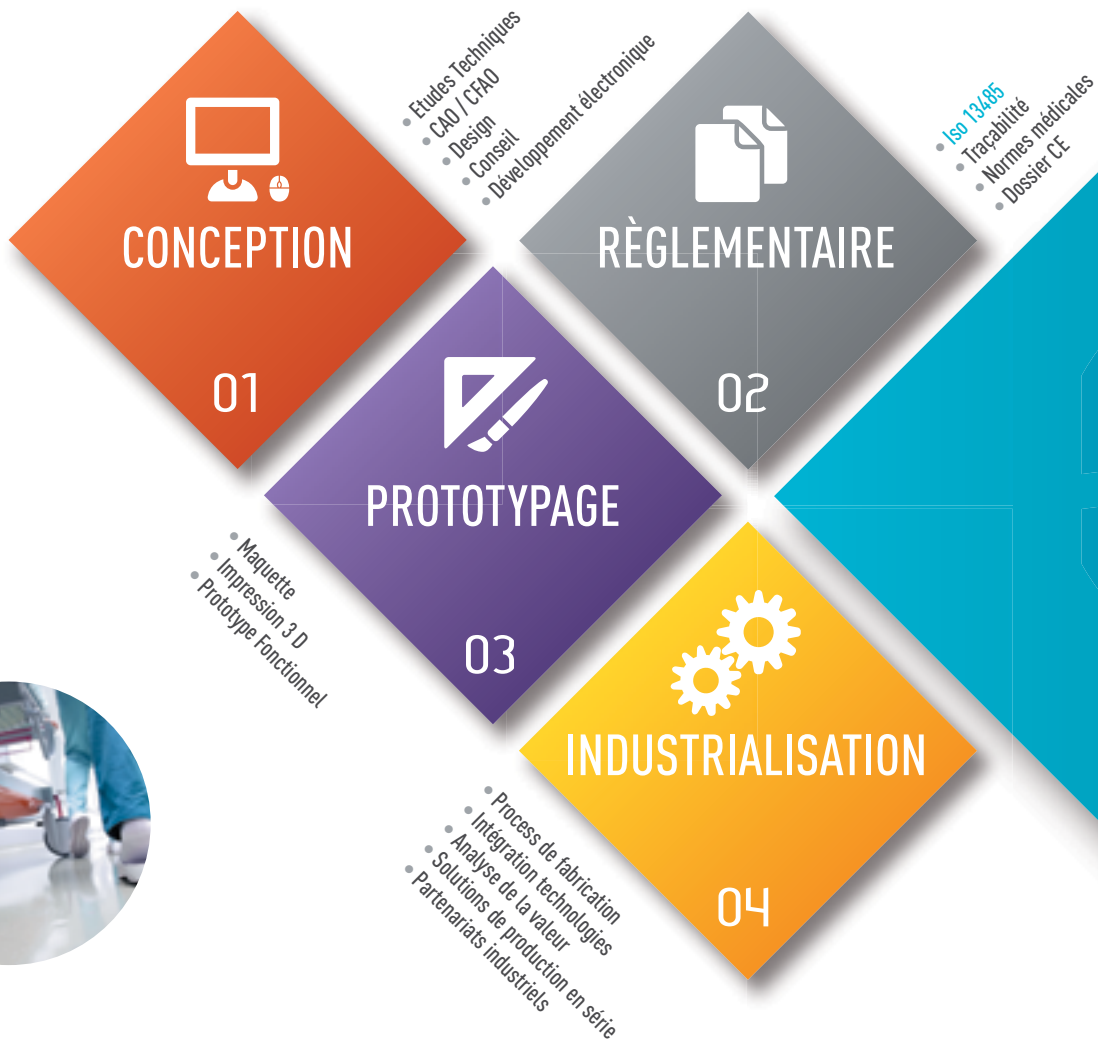 CONCEPTION
01
• Etudes Techniques
• CAO / CFAO
• Design
• Conseil
• Développement électronique
RÈGLEMENTAIRE
02
• Iso 13485
• Traçabilité
• Normes médicales
• Dossier CE
PROTOTYPAGE
03
• Maquette
• Impression 3 D
• Prototype Fonctionnel
INDUSTRIALISATION
04
• Process de fabrication
• Intégration technologies
• Analyse de la valeur
• Solutions de production en série
• Partenariats industriels